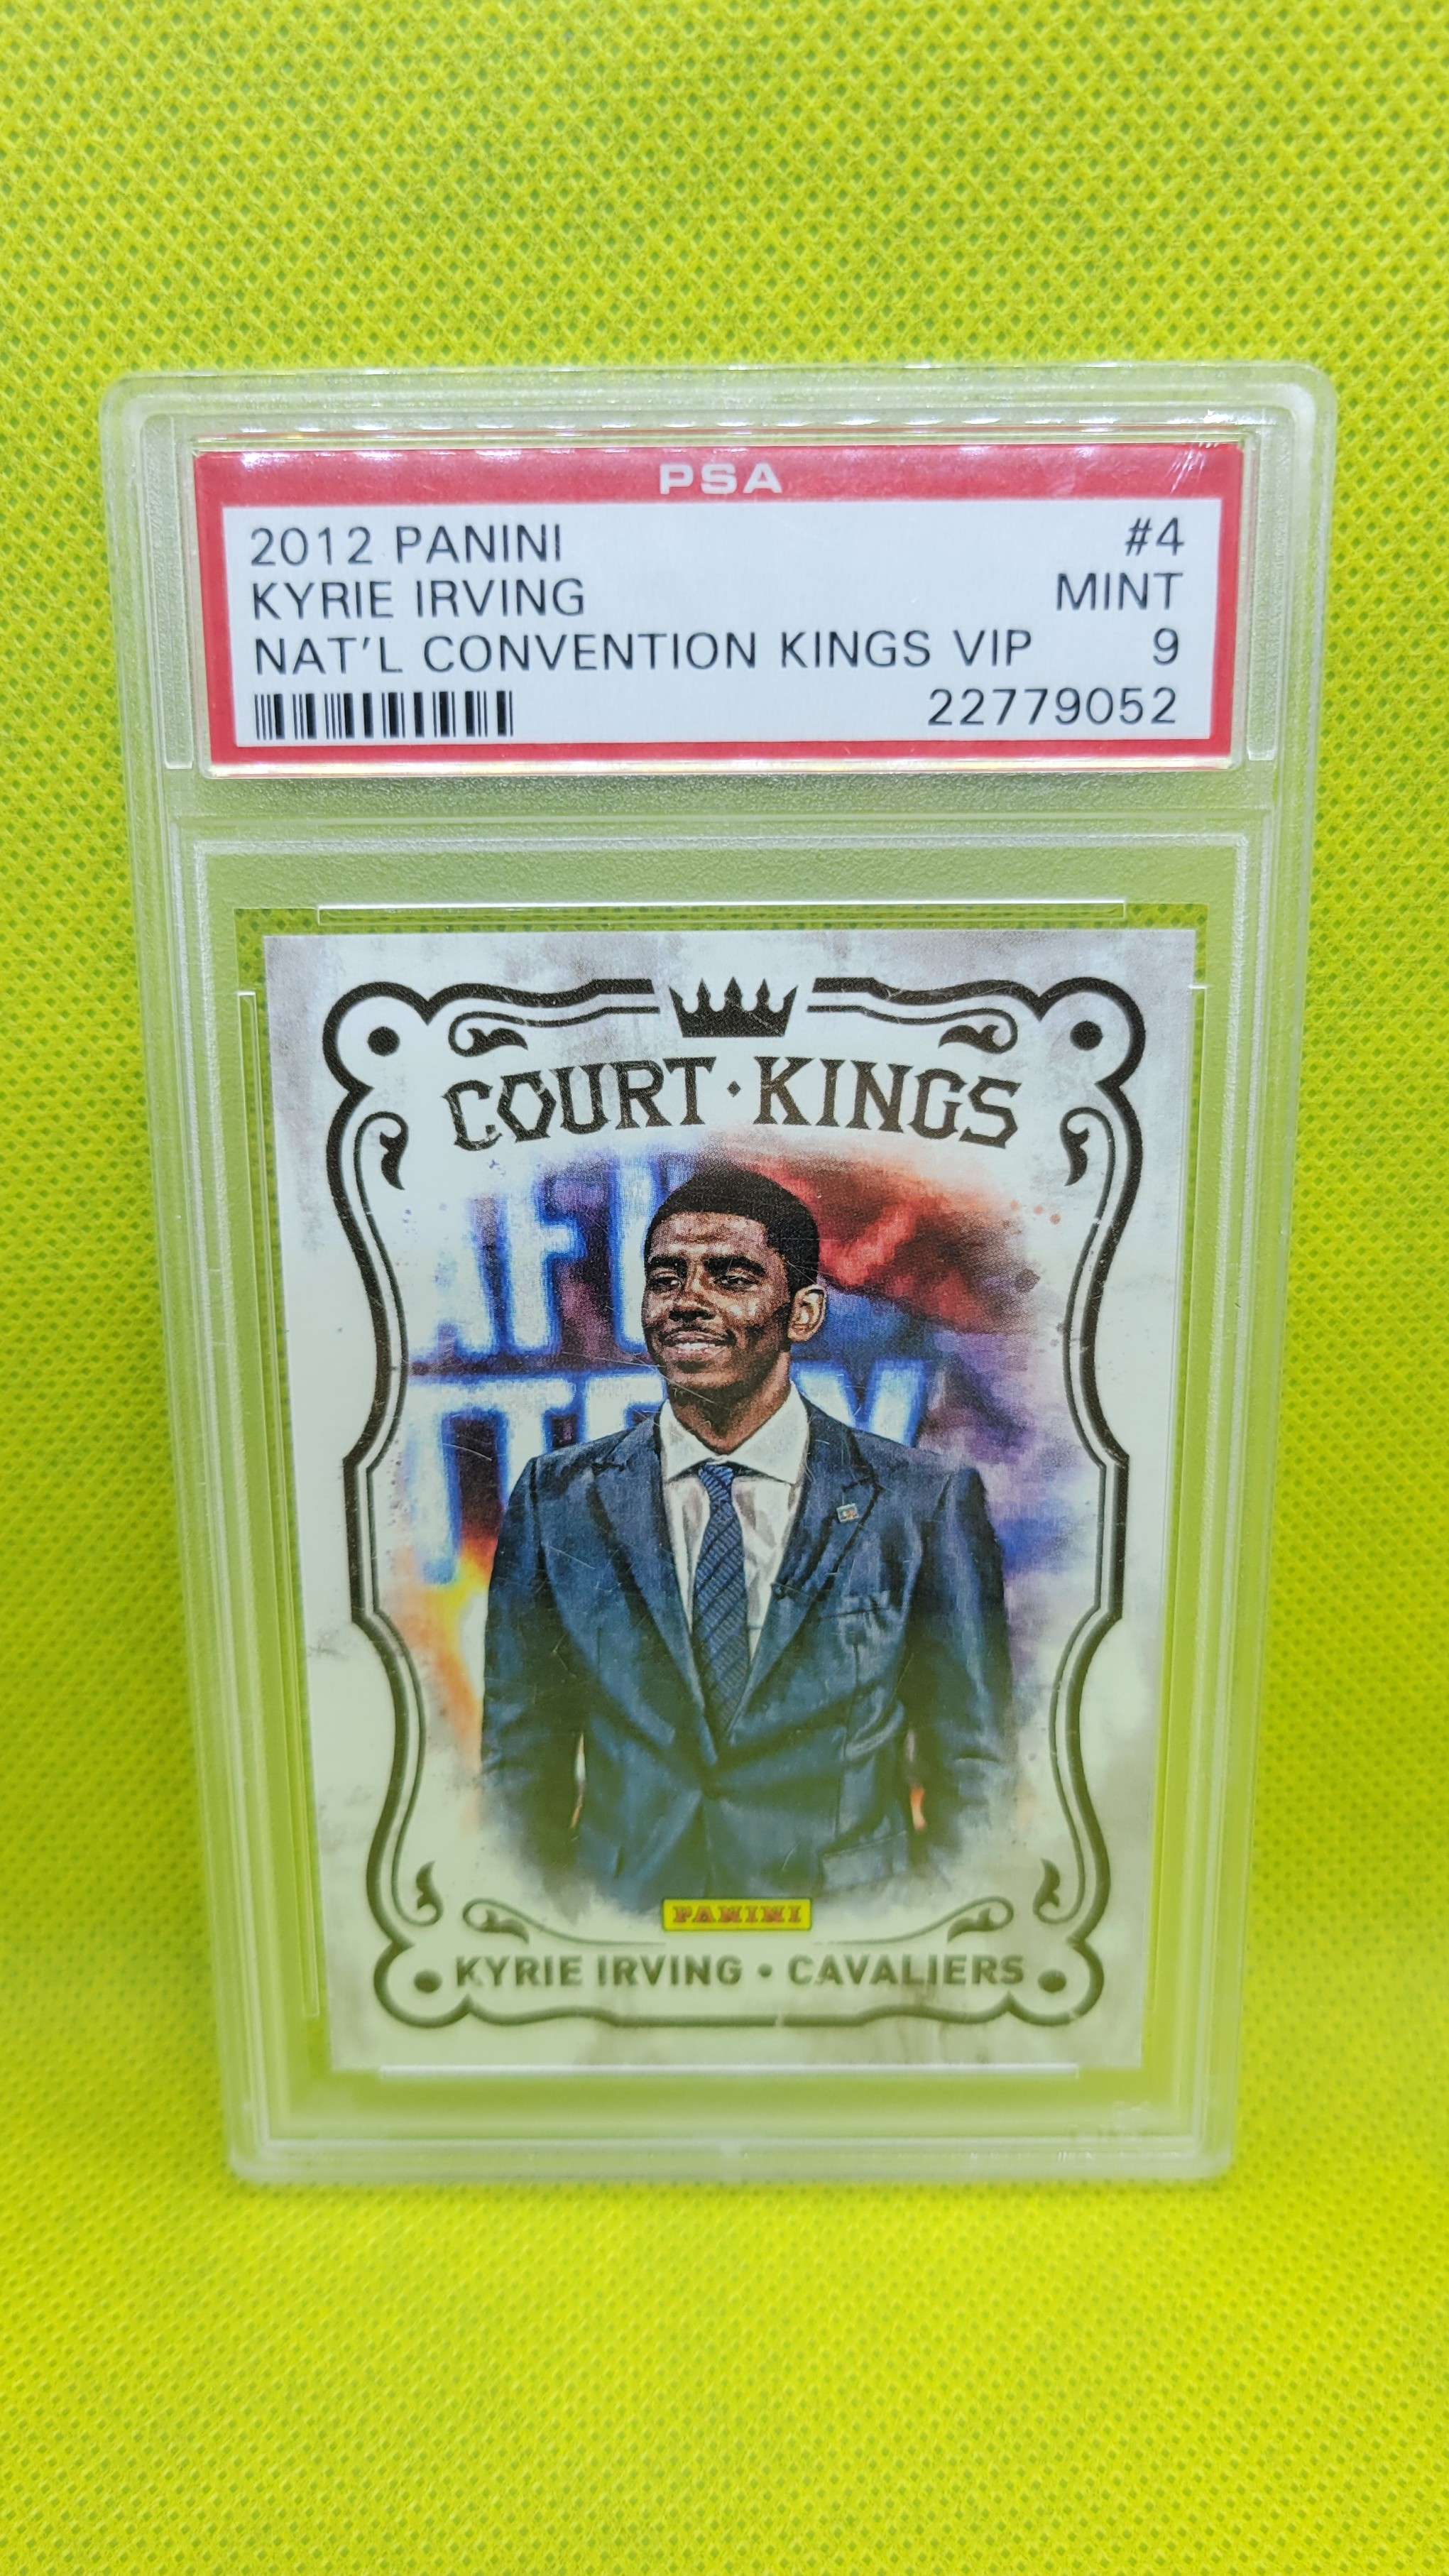 PSA
2012 PANINI #4
KYRIE IRVING MINT
NAT'L CONVENTION KINGS VIP 9
22779052
COURT · KINGS
PANINI
KYRIE IRVING • CAVALIERS